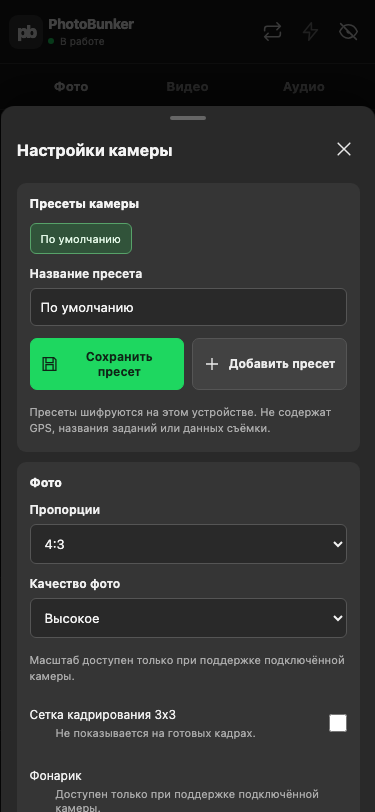 pb
PhotoBunker
В работе
Фото
Видео
Аудио
Настройки камеры
Пресеты камеры
По умолчанию
Название пресета
По умолчанию
Сохранить
пресет
Добавить пресет
Пресеты шифруются на этом устройстве. Не содержат
GPS, названия заданий или данных съёмки.
Фото
Пропорции
4:3
Качество фото
Высокое
Масштаб доступен только при поддержке подключённой
камеры.
Сетка кадрирования 3x3
Не показывается на готовых кадрах.
Фонарик
Доступен только при поддержке подключённой
камеры.